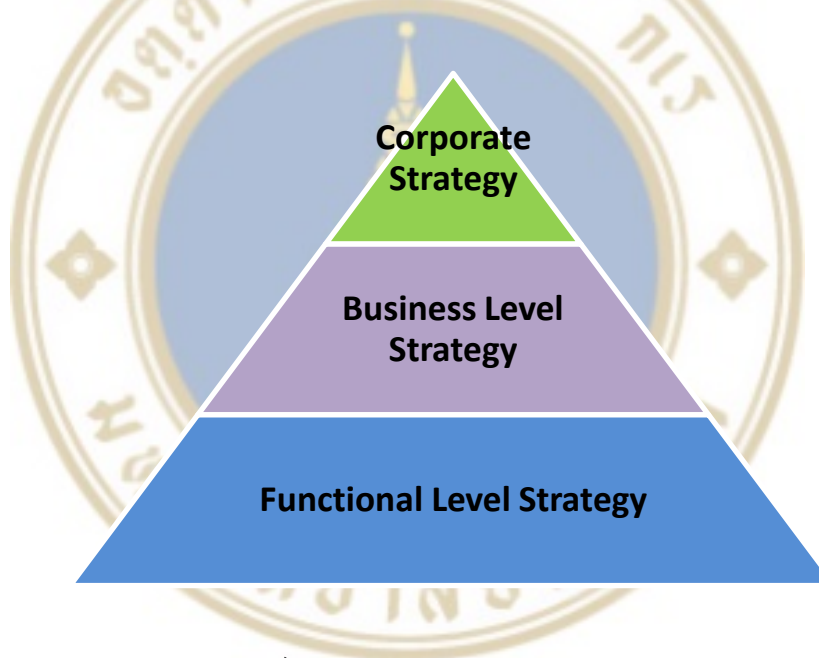 Corporate
Strategy
Business Level
Strategy
Functional Level Strategy